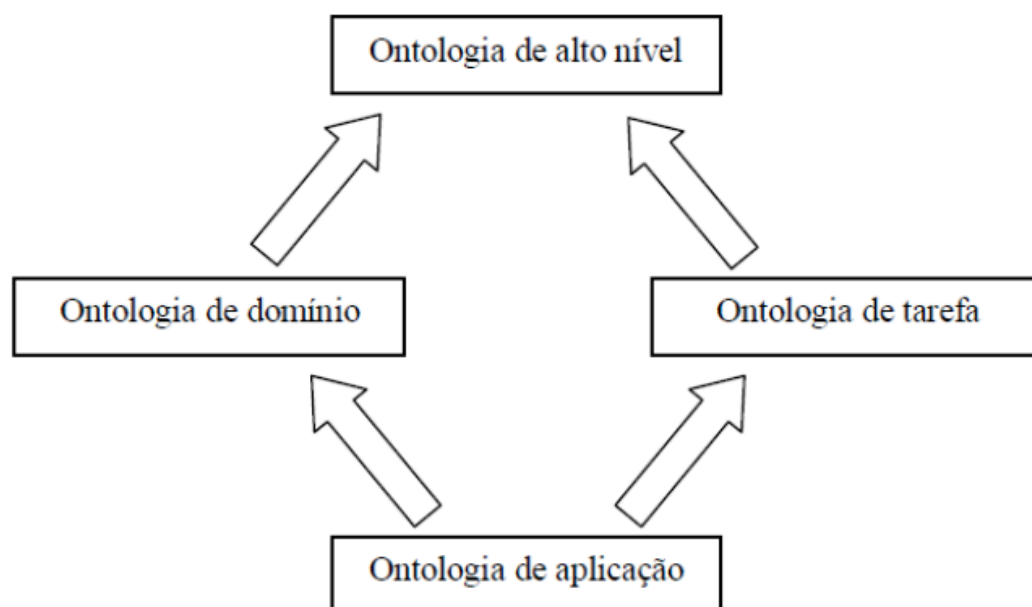 Ontologia de alto nível
Ontologia de domínio
Ontologia de tarefa
Ontologia de aplicação